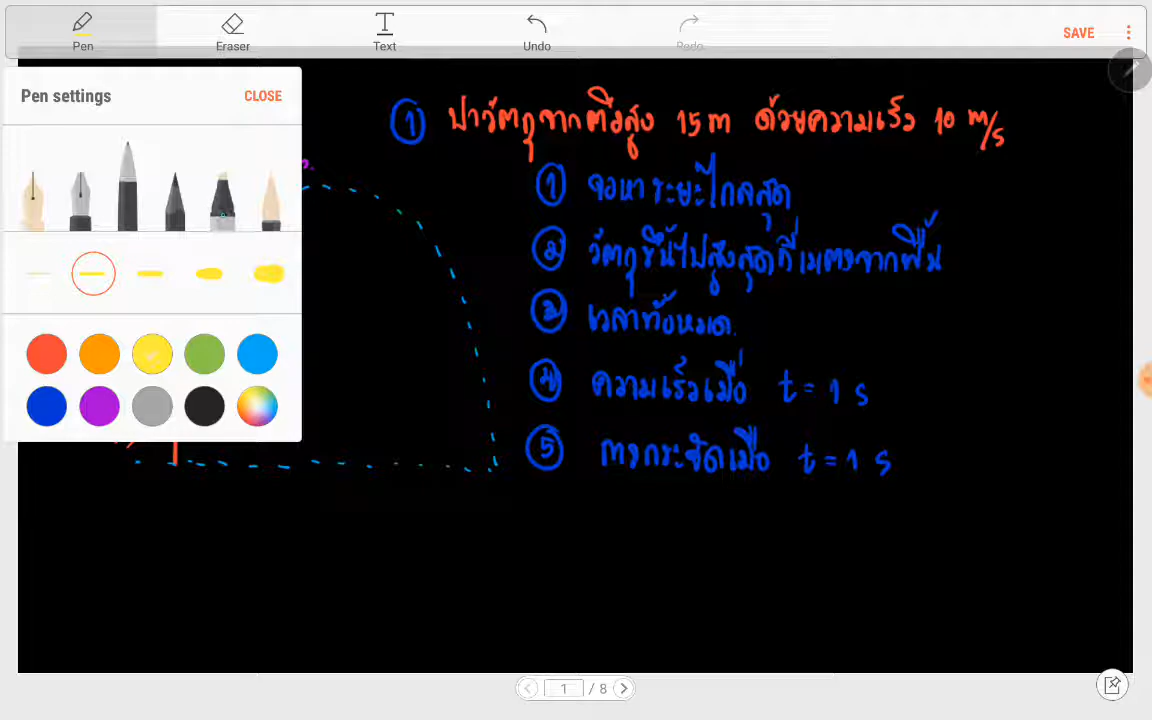 Pen
Eraser
Text
Undo
Redo
SAVE
Pen settings
CLOSE
① ปาวัตถุจากตึกสูง 15 m ด้วยความเร็ว 10 m/s
① จงหาระยะไกลสุด
② วัตถุขึ้นไปสูงสุดกี่เมตรจากพื้น
③ เวลาทั้งหมด
④ ความเร็วเมื่อ t = 1 s
⑤ การกระจัดเมื่อ t = 1 s
1 / 8